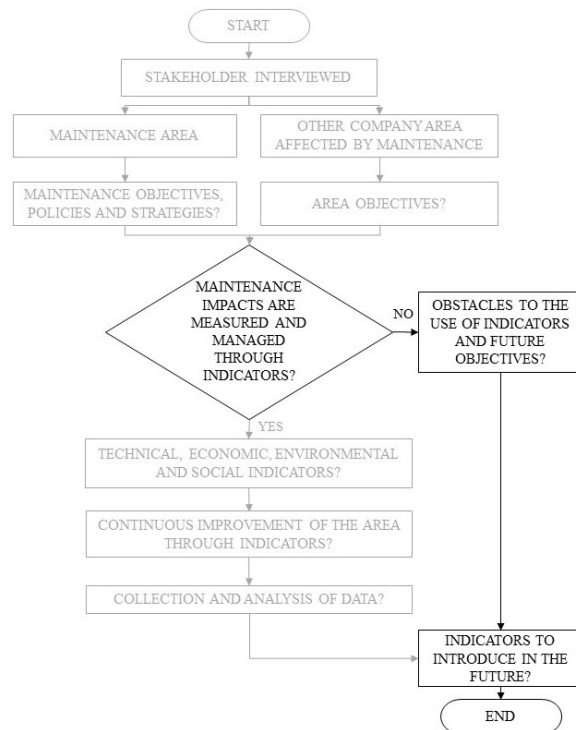 START
STAKEHOLDER INTERVIEWED
MAINTENANCE AREA
OTHER COMPANY AREA
AFFECTED BY MAINTENANCE
MAINTENANCE OBJECTIVES,
POLICIES AND STRATEGIES?
AREA OBJECTIVES?
MAINTENANCE
IMPACTS ARE
MEASURED AND
MANAGED
THROUGH
INDICATORS?
NO
OBSTACLES TO THE
USE OF INDICATORS
AND FUTURE
OBJECTIVES?
YES
TECHNICAL, ECONOMIC, ENVIRONMENTAL
AND SOCIAL INDICATORS?
CONTINUOUS IMPROVEMENT OF THE AREA
THROUGH INDICATORS?
COLLECTION AND ANALYSIS OF DATA?
INDICATORS TO
INTRODUCE IN THE
FUTURE?
END